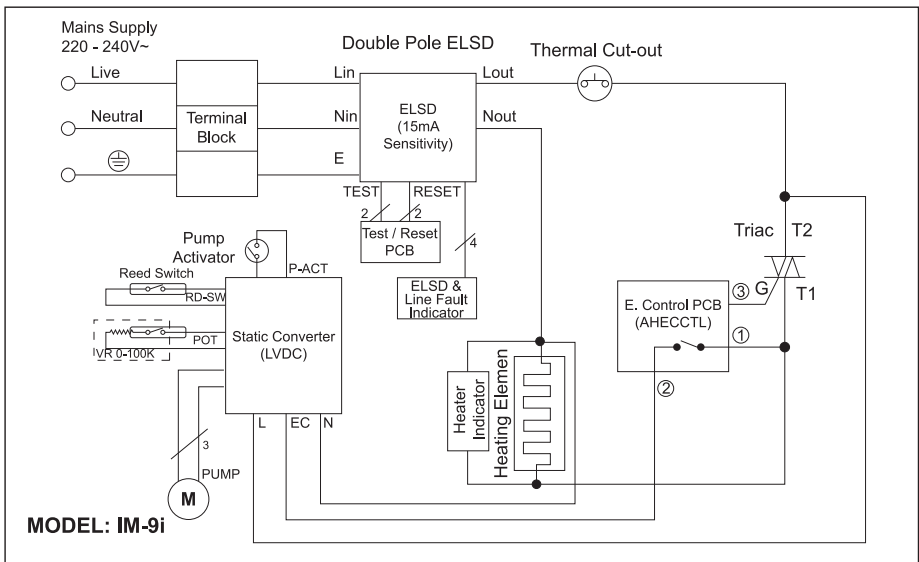 Mains Supply
220 - 240V~
Live
Neutral
Terminal
Block
Double Pole ELSD
Lin
Nin
E
ELSD
(15mA
Sensitivity)
Lout
Nout
Thermal Cut-out
TEST
RESET
2
2
Test / Reset
PCB
4
ELSD &
Line Fault
Indicator
Triac
T2
G
T1
E. Control PCB
(AHECCTL)
③
①
②
Pump
Activator
P-ACT
Reed Switch
RD-SW
POT
VR 0-100K
Static Converter
(LVDC)
L
EC
N
3
PUMP
M
Heater
Indicator
Heating Elemen
MODEL: IM-9i